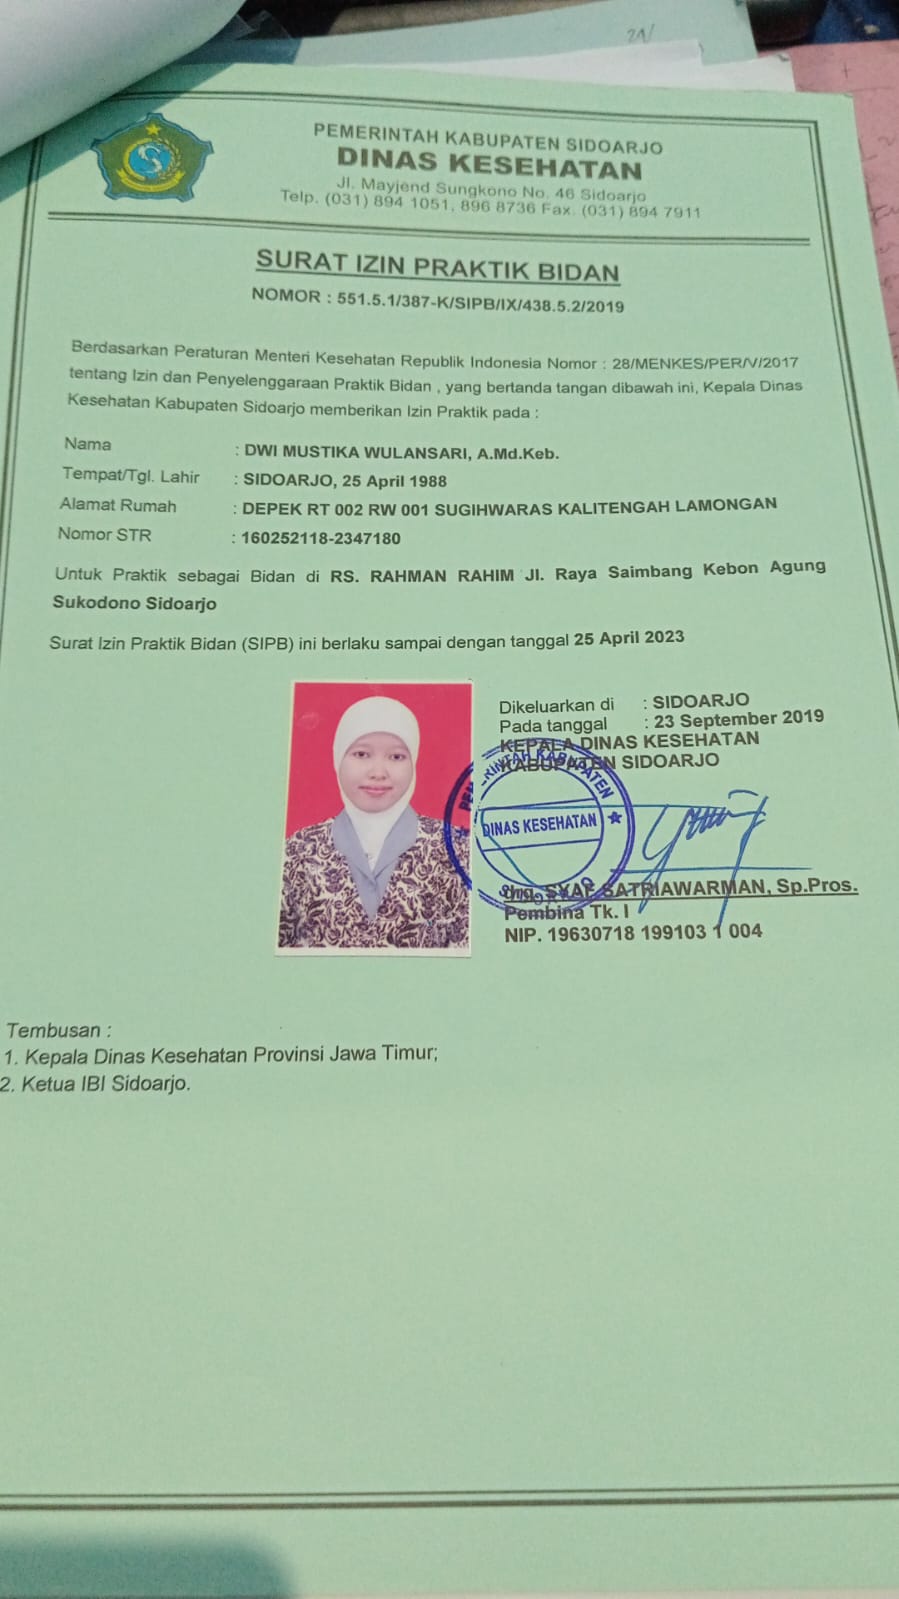 21/
PEMERINTAH KABUPATEN SIDOARJO
DINAS KESEHATAN
Jl. Mayjend Sungkono No. 46 Sidoarjo
Telp. (031) 894 1051, 896 8736 Fax. (031) 894 7911
SURAT IZIN PRAKTIK BIDAN
NOMOR : 551.5.1/387-K/SIPB/IX/438.5.2/2019
Berdasarkan Peraturan Menteri Kesehatan Republik Indonesia Nomor : 28/MENKES/PER/V/2017
tentang Izin dan Penyelenggaraan Praktik Bidan , yang bertanda tangan dibawah ini, Kepala Dinas
Kesehatan Kabupaten Sidoarjo memberikan Izin Praktik pada :
Nama : DWI MUSTIKA WULANSARI, A.Md.Keb.
Tempat/Tgl. Lahir : SIDOARJO, 25 April 1988
Alamat Rumah : DEPEK RT 002 RW 001 SUGIHWARAS KALITENGAH LAMONGAN
Nomor STR : 160252118-2347180
Untuk Praktik sebagai Bidan di RS. RAHMAN RAHIM Jl. Raya Saimbang Kebon Agung
Sukodono Sidoarjo
Surat Izin Praktik Bidan (SIPB) ini berlaku sampai dengan tanggal 25 April 2023
Dikeluarkan di : SIDOARJO
Pada tanggal : 23 September 2019
KEPALA DINAS KESEHATAN
KABUPATEN SIDOARJO
PEMERINTAH KABUPATEN
DINAS KESEHATAN
SIDOARJO
drg. SYAF SATRIAWARMAN, Sp.Pros.
Pembina Tk. I
NIP. 19630718 199103 1 004
Tembusan :
1. Kepala Dinas Kesehatan Provinsi Jawa Timur;
2. Ketua IBI Sidoarjo.